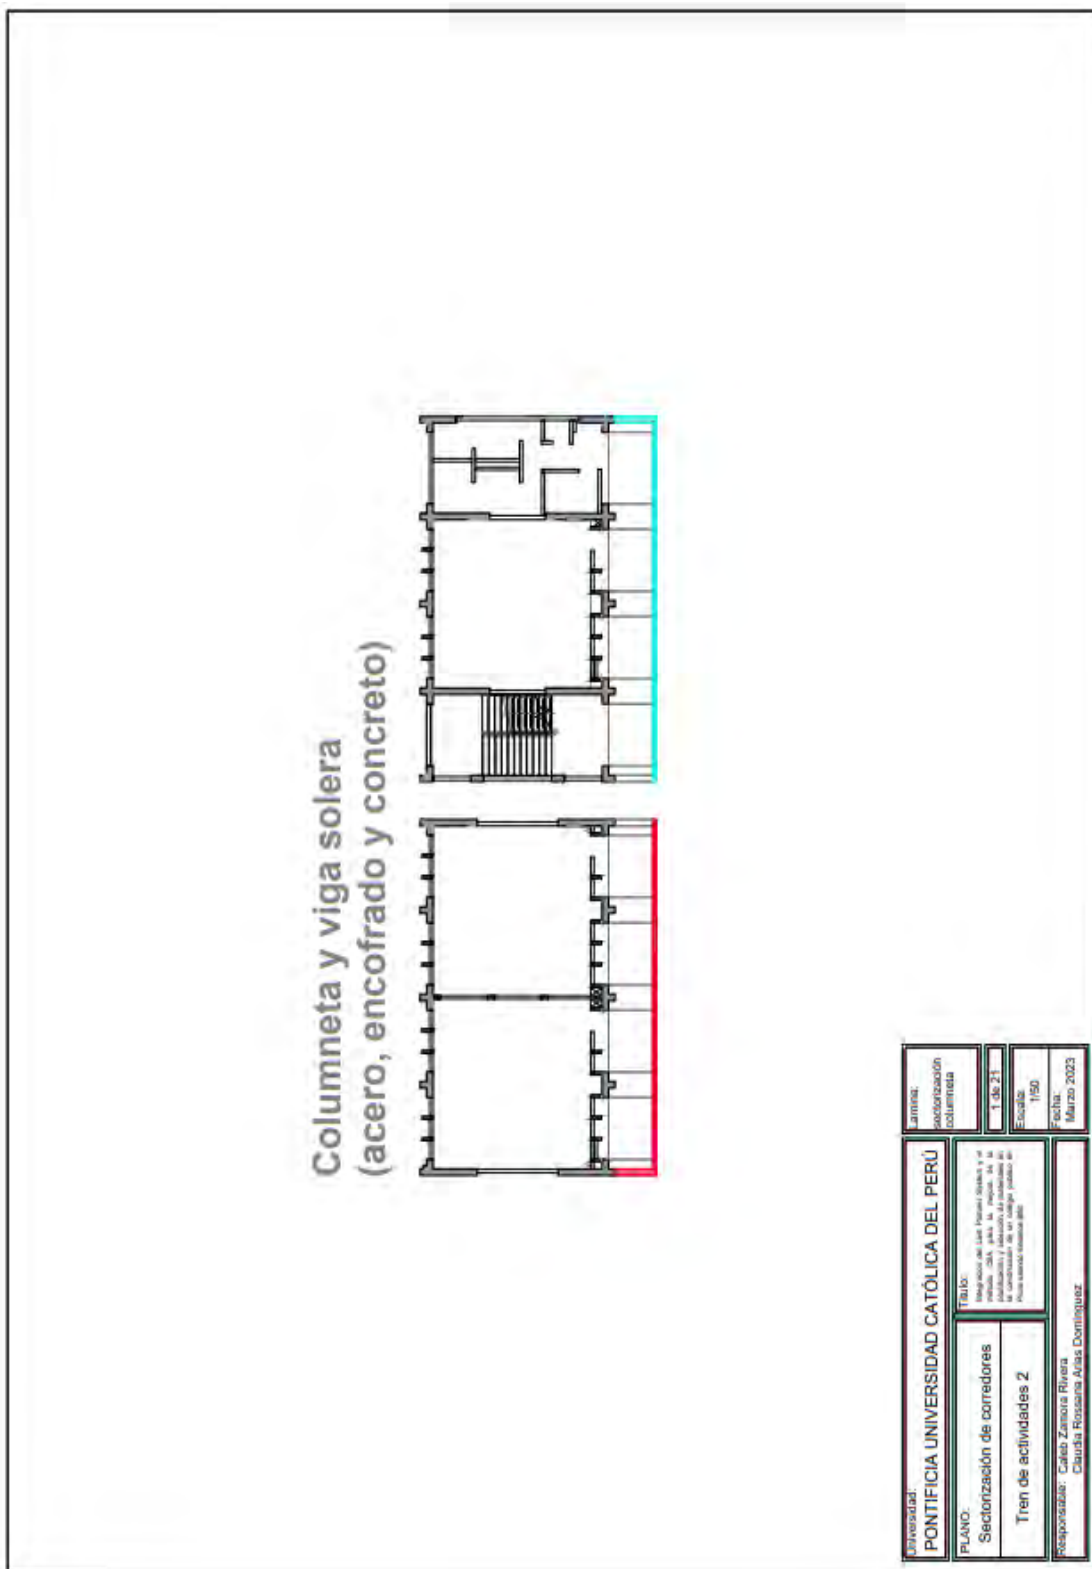 Columneta y viga solera
(acero, encofrado y concreto)
Universidad:
PONTIFICIA UNIVERSIDAD CATÓLICA DEL PERÚ
PLANO:
Sectorización de corredores
Tren de actividades 2
Título:
Responsable: Caleb Zamora Rivera
Claudia Rossana Arias Dominguez
Lamina:
sectorización
columneta
1 de 21
Escala:
1/50
Fecha:
Marzo 2023